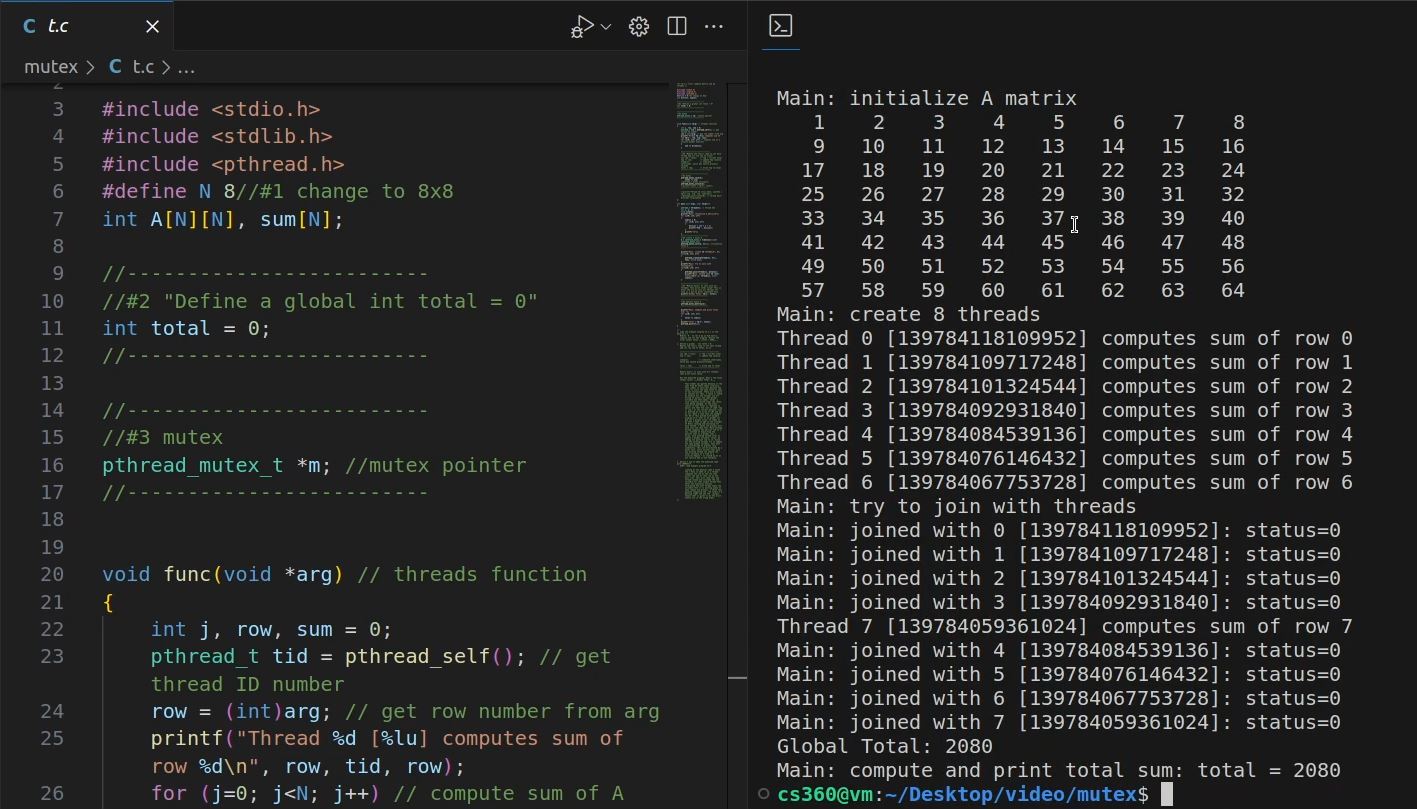 C t.c
mutex > C t.c > ...
2
3 #include <stdio.h>
4 #include <stdlib.h>
5 #include <pthread.h>
6 #define N 8//#1 change to 8x8
7 int A[N][N], sum[N];
8
9 //-------------------------
10 //#2 "Define a global int total = 0"
11 int total = 0;
12 //-------------------------
13
14 //-------------------------
15 //#3 mutex
16 pthread_mutex_t *m; //mutex pointer
17 //-------------------------
18
19
20 void func(void *arg) // threads function
21 {
22 int j, row, sum = 0;
23 pthread_t tid = pthread_self(); // get
thread ID number
24 row = (int)arg; // get row number from arg
25 printf("Thread %d [%lu] computes sum of
row %d\n", row, tid, row);
26 for (j=0; j<N; j++) // compute sum of A
Main: initialize A matrix
1 2 3 4 5 6 7 8
9 10 11 12 13 14 15 16
17 18 19 20 21 22 23 24
25 26 27 28 29 30 31 32
33 34 35 36 37 38 39 40
41 42 43 44 45 46 47 48
49 50 51 52 53 54 55 56
57 58 59 60 61 62 63 64
Main: create 8 threads
Thread 0 [139784118109952] computes sum of row 0
Thread 1 [139784109717248] computes sum of row 1
Thread 2 [139784101324544] computes sum of row 2
Thread 3 [139784092931840] computes sum of row 3
Thread 4 [139784084539136] computes sum of row 4
Thread 5 [139784076146432] computes sum of row 5
Thread 6 [139784067753728] computes sum of row 6
Main: try to join with threads
Main: joined with 0 [139784118109952]: status=0
Main: joined with 1 [139784109717248]: status=0
Main: joined with 2 [139784101324544]: status=0
Main: joined with 3 [139784092931840]: status=0
Thread 7 [139784059361024] computes sum of row 7
Main: joined with 4 [139784084539136]: status=0
Main: joined with 5 [139784076146432]: status=0
Main: joined with 6 [139784067753728]: status=0
Main: joined with 7 [139784059361024]: status=0
Global Total: 2080
Main: compute and print total sum: total = 2080
cs360@vm:~/Desktop/video/mutex$